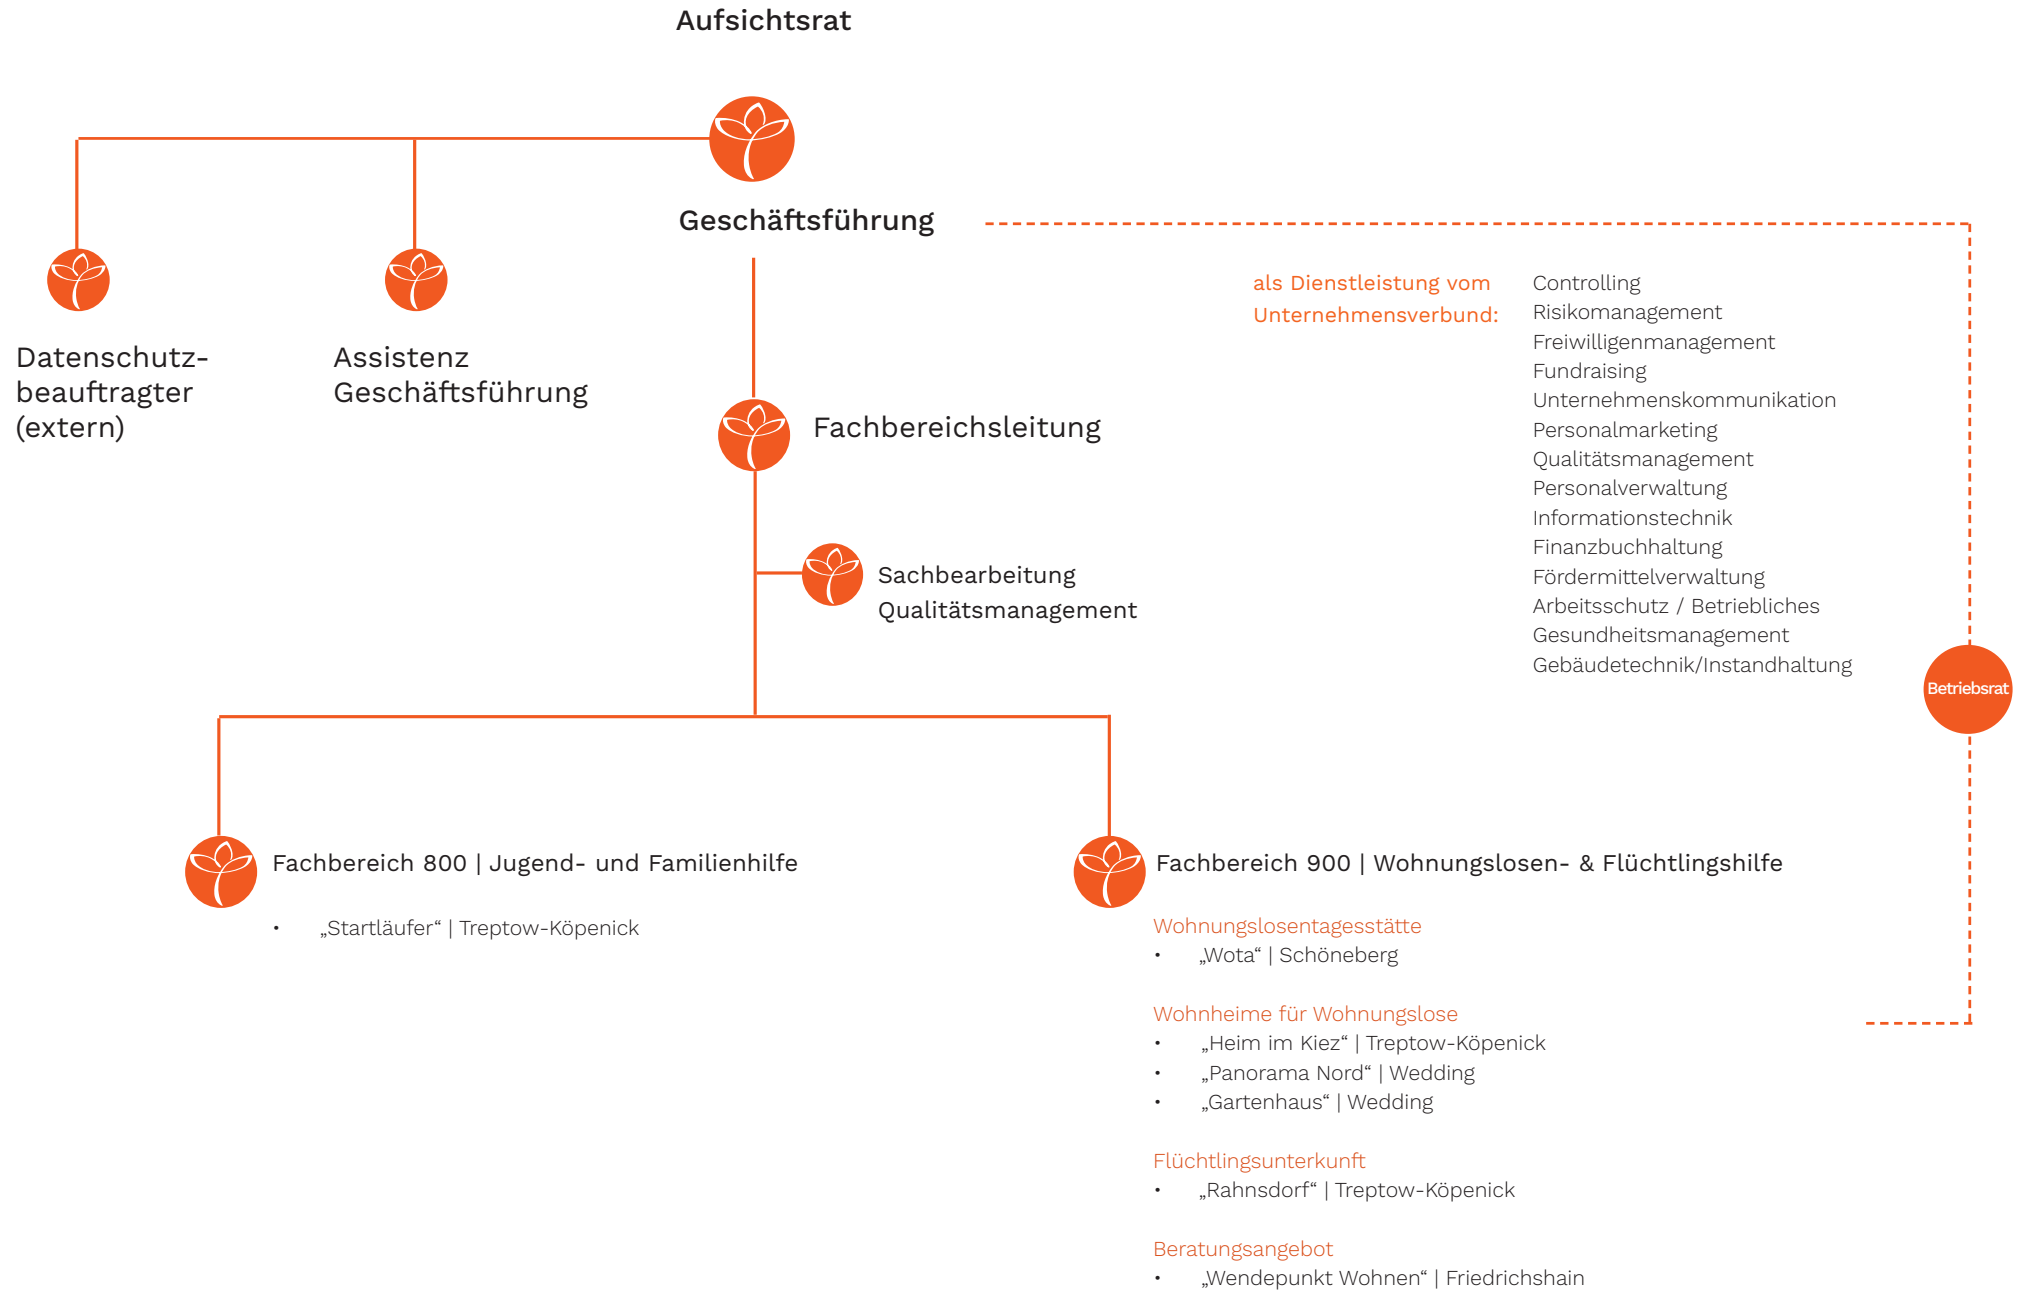 Aufsichtsrat
Geschäftsführung
Datenschutz-
beauftragter
(extern)
Assistenz
Geschäftsführung
als Dienstleistung vom
Unternehmensverbund:
Controlling
Risikomanagement
Freiwilligenmanagement
Fundraising
Unternehmenskommunikation
Personalmarketing
Qualitätsmanagement
Personalverwaltung
Informationstechnik
Finanzbuchhaltung
Fördermittelverwaltung
Arbeitsschutz / Betriebliches
Gesundheitsmanagement
Gebäudetechnik/Instandhaltung
Fachbereichsleitung
Sachbearbeitung
Qualitätsmanagement
Betriebsrat
Fachbereich 800 | Jugend- und Familienhilfe
• „Startläufer“ | Treptow-Köpenick
Fachbereich 900 | Wohnungslosen- & Flüchtlingshilfe
Wohnungslosentagesstätte
• „Wota“ | Schöneberg
Wohnheime für Wohnungslose
• „Heim im Kiez“ | Treptow-Köpenick
• „Panorama Nord“ | Wedding
• „Gartenhaus“ | Wedding
Flüchtlingsunterkunft
• „Rahnsdorf“ | Treptow-Köpenick
Beratungsangebot
• „Wendepunkt Wohnen“ | Friedrichshain